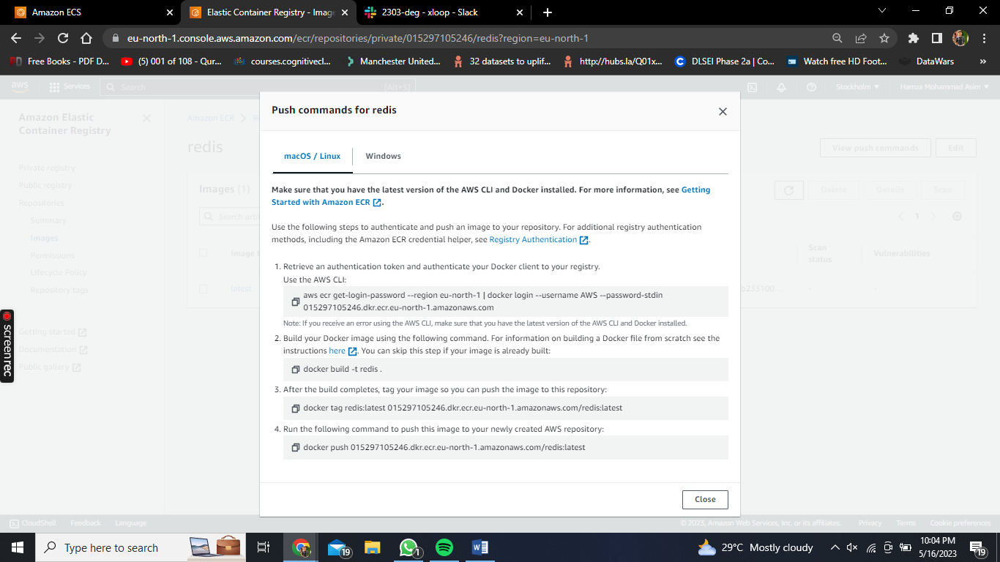 Amazon ECS
Elastic Container Registry - Image
2303-deg - xloop - Slack
eu-north-1.console.aws.amazon.com/ecr/repositories/private/015297105246/redis?region=eu-north-1
Free Books - PDF D...
(5) 001 of 108 - Qur...
courses.cognitivecl...
Manchester United...
32 datasets to uplif...
http://hubs.la/Q01x...
DLSEI Phase 2a | Co...
Watch free HD Foot...
DataWars
»
aws
Services
Search
[Alt+S]
Stockholm
Hamza Mohammad Asim
Amazon Elastic
Container Registry
Private registry
Public registry
Repositories
Summary
Images
Permissions
Lifecycle Policy
Repository tags
Getting started
Documentation
Public gallery
screenrec
Amazon ECR
redis
View push commands
Edit
Images (1)
Delete
Details
Scan
Search arti
1
Image t
Scan
status
Vulnerabilities
latest
b233100...
-
-
Push commands for redis
macOS / Linux
Windows
Make sure that you have the latest version of the AWS CLI and Docker installed. For more information, see Getting
Started with Amazon ECR.
Use the following steps to authenticate and push an image to your repository. For additional registry authentication
methods, including the Amazon ECR credential helper, see Registry Authentication.
1. Retrieve an authentication token and authenticate your Docker client to your registry.
Use the AWS CLI:
aws ecr get-login-password --region eu-north-1 | docker login --username AWS --password-stdin
015297105246.dkr.ecr.eu-north-1.amazonaws.com
Note: If you receive an error using the AWS CLI, make sure that you have the latest version of the AWS CLI and Docker installed.
2. Build your Docker image using the following command. For information on building a Docker file from scratch see the
instructions here. You can skip this step if your image is already built:
docker build -t redis .
3. After the build completes, tag your image so you can push the image to this repository:
docker tag redis:latest 015297105246.dkr.ecr.eu-north-1.amazonaws.com/redis:latest
4. Run the following command to push this image to your newly created AWS repository:
docker push 015297105246.dkr.ecr.eu-north-1.amazonaws.com/redis:latest
Close
CloudShell
Feedback
Language
© 2023, Amazon Web Services, Inc. or its affiliates.
Privacy
Terms
Cookie preferences
Type here to search
19
1
29°C Mostly cloudy
10:04 PM
5/16/2023
19